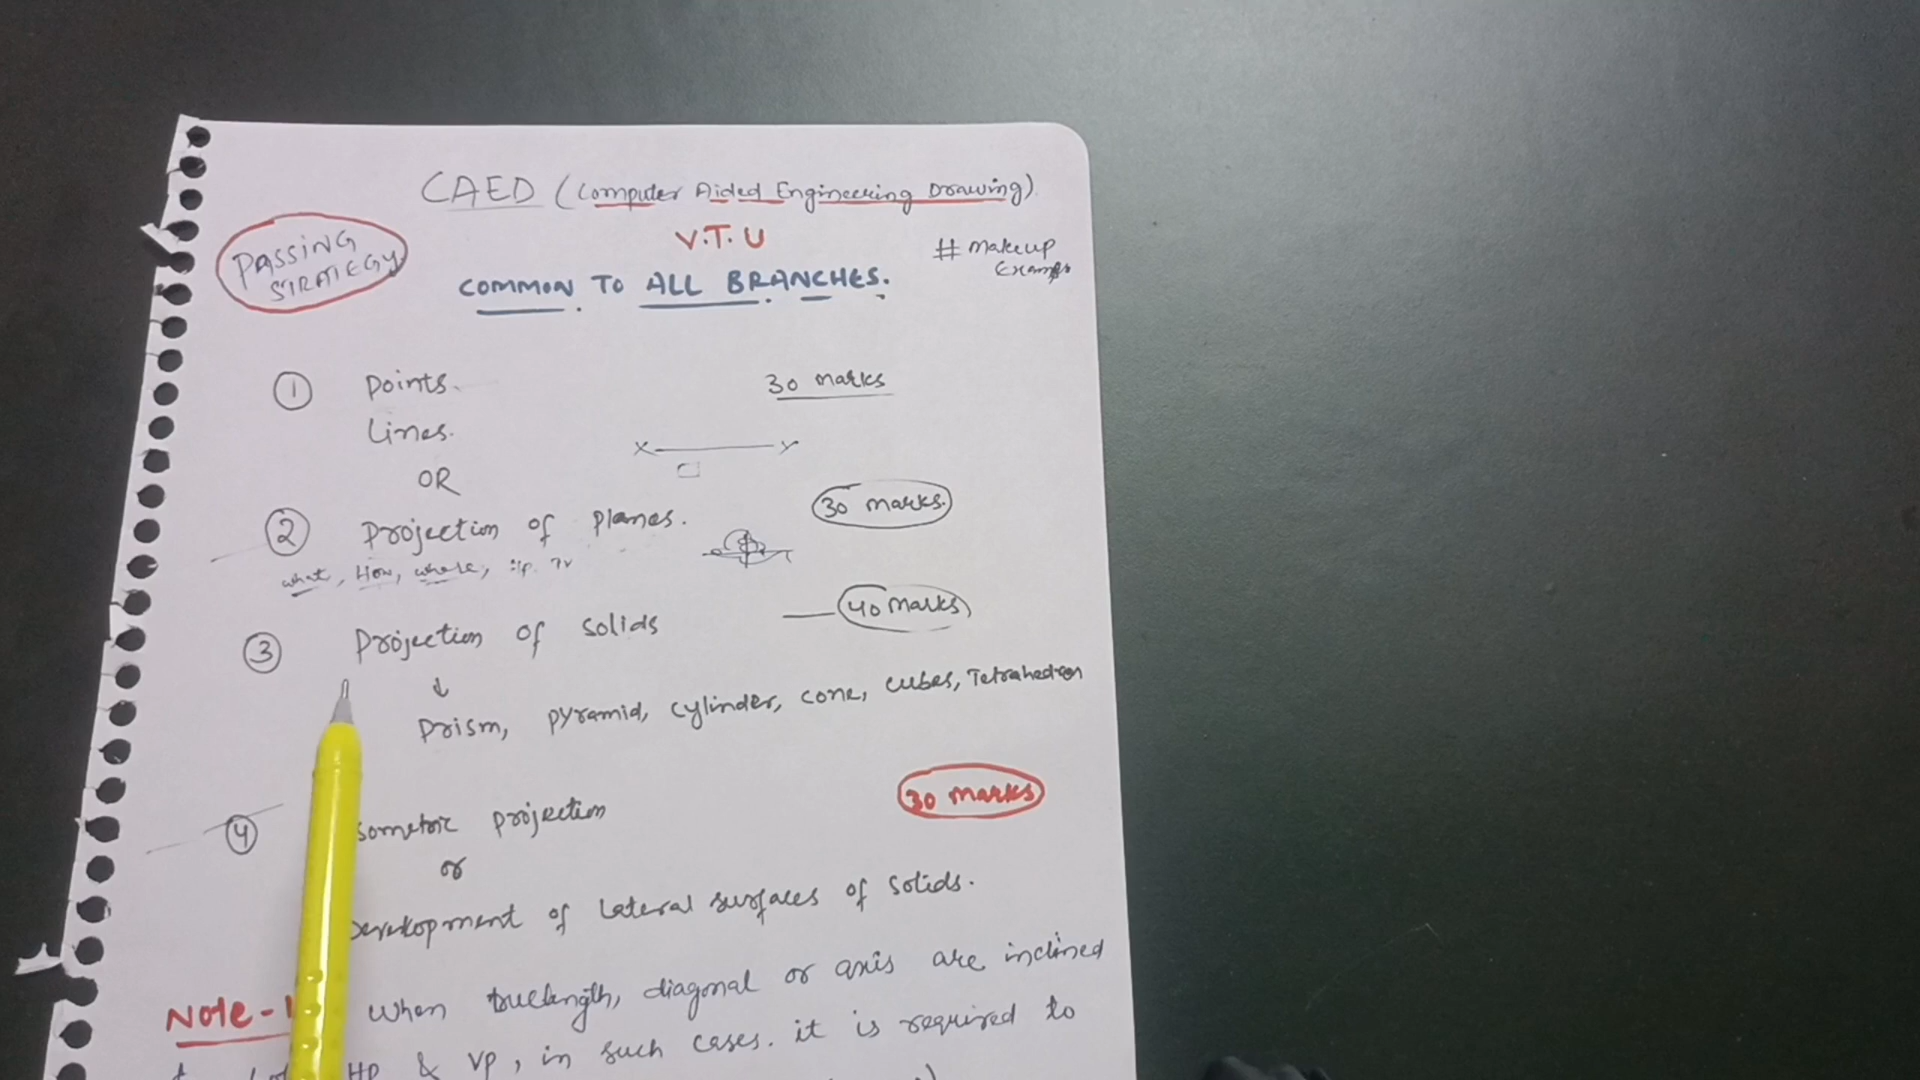 CAED (Computer Aided Engineering Drawing)
PASSING
STRATEGY
V.T.U
# makeup
Exams
COMMON TO ALL BRANCHES.
1 Points. 30 marks
Lines.
X Y
OR
2 Projection of planes. 30 marks.
what, How, where,
3 Projection of solids 40 marks
Prism, pyramid, cylinder, cone, cubes, Tetrahedron
4 sometric projection 30 marks
or
Development of Lateral surfaces of solids.
Note-1 When truelength, diagonal or axis are inclined
HP & VP, in such cases. it is required to